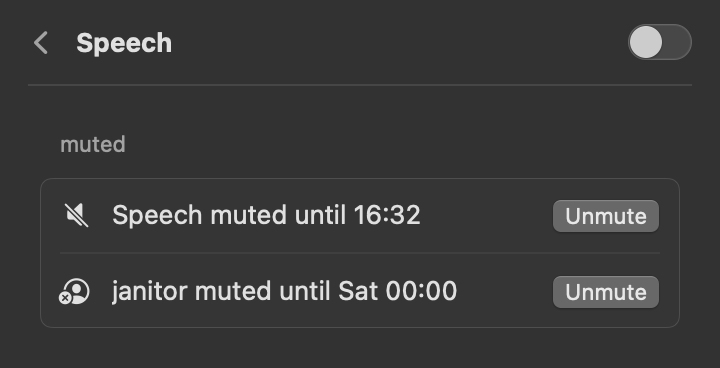 Speech
muted
Speech muted until 16:32
Unmute
janitor muted until Sat 00:00
Unmute